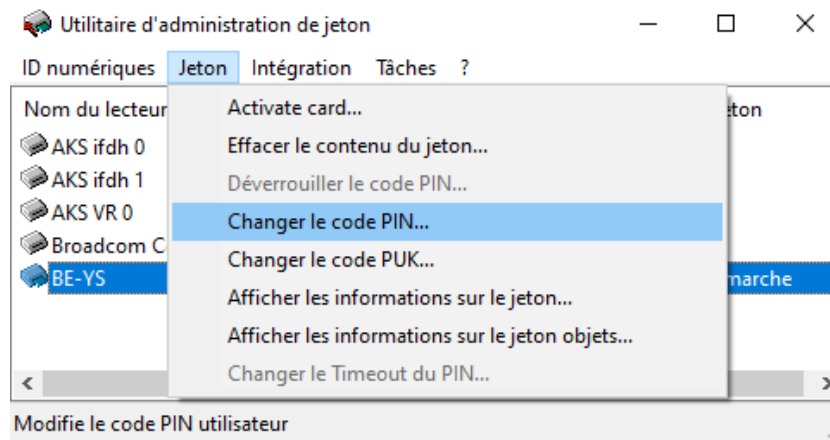 Utilitaire d'administration de jeton
ID numériques Jeton Intégration Tâches ?
Nom du lecteur
AKS ifdh 0
AKS ifdh 1
AKS VR 0
Broadcom
BE-YS
Activate card...
Effacer le contenu du jeton...
Déverrouiller le code PIN...
Changer le code PIN...
Changer le code PUK...
Afficher les informations sur le jeton...
Afficher les informations sur le jeton objets...
Changer le Timeout du PIN...
Modifie le code PIN utilisateur